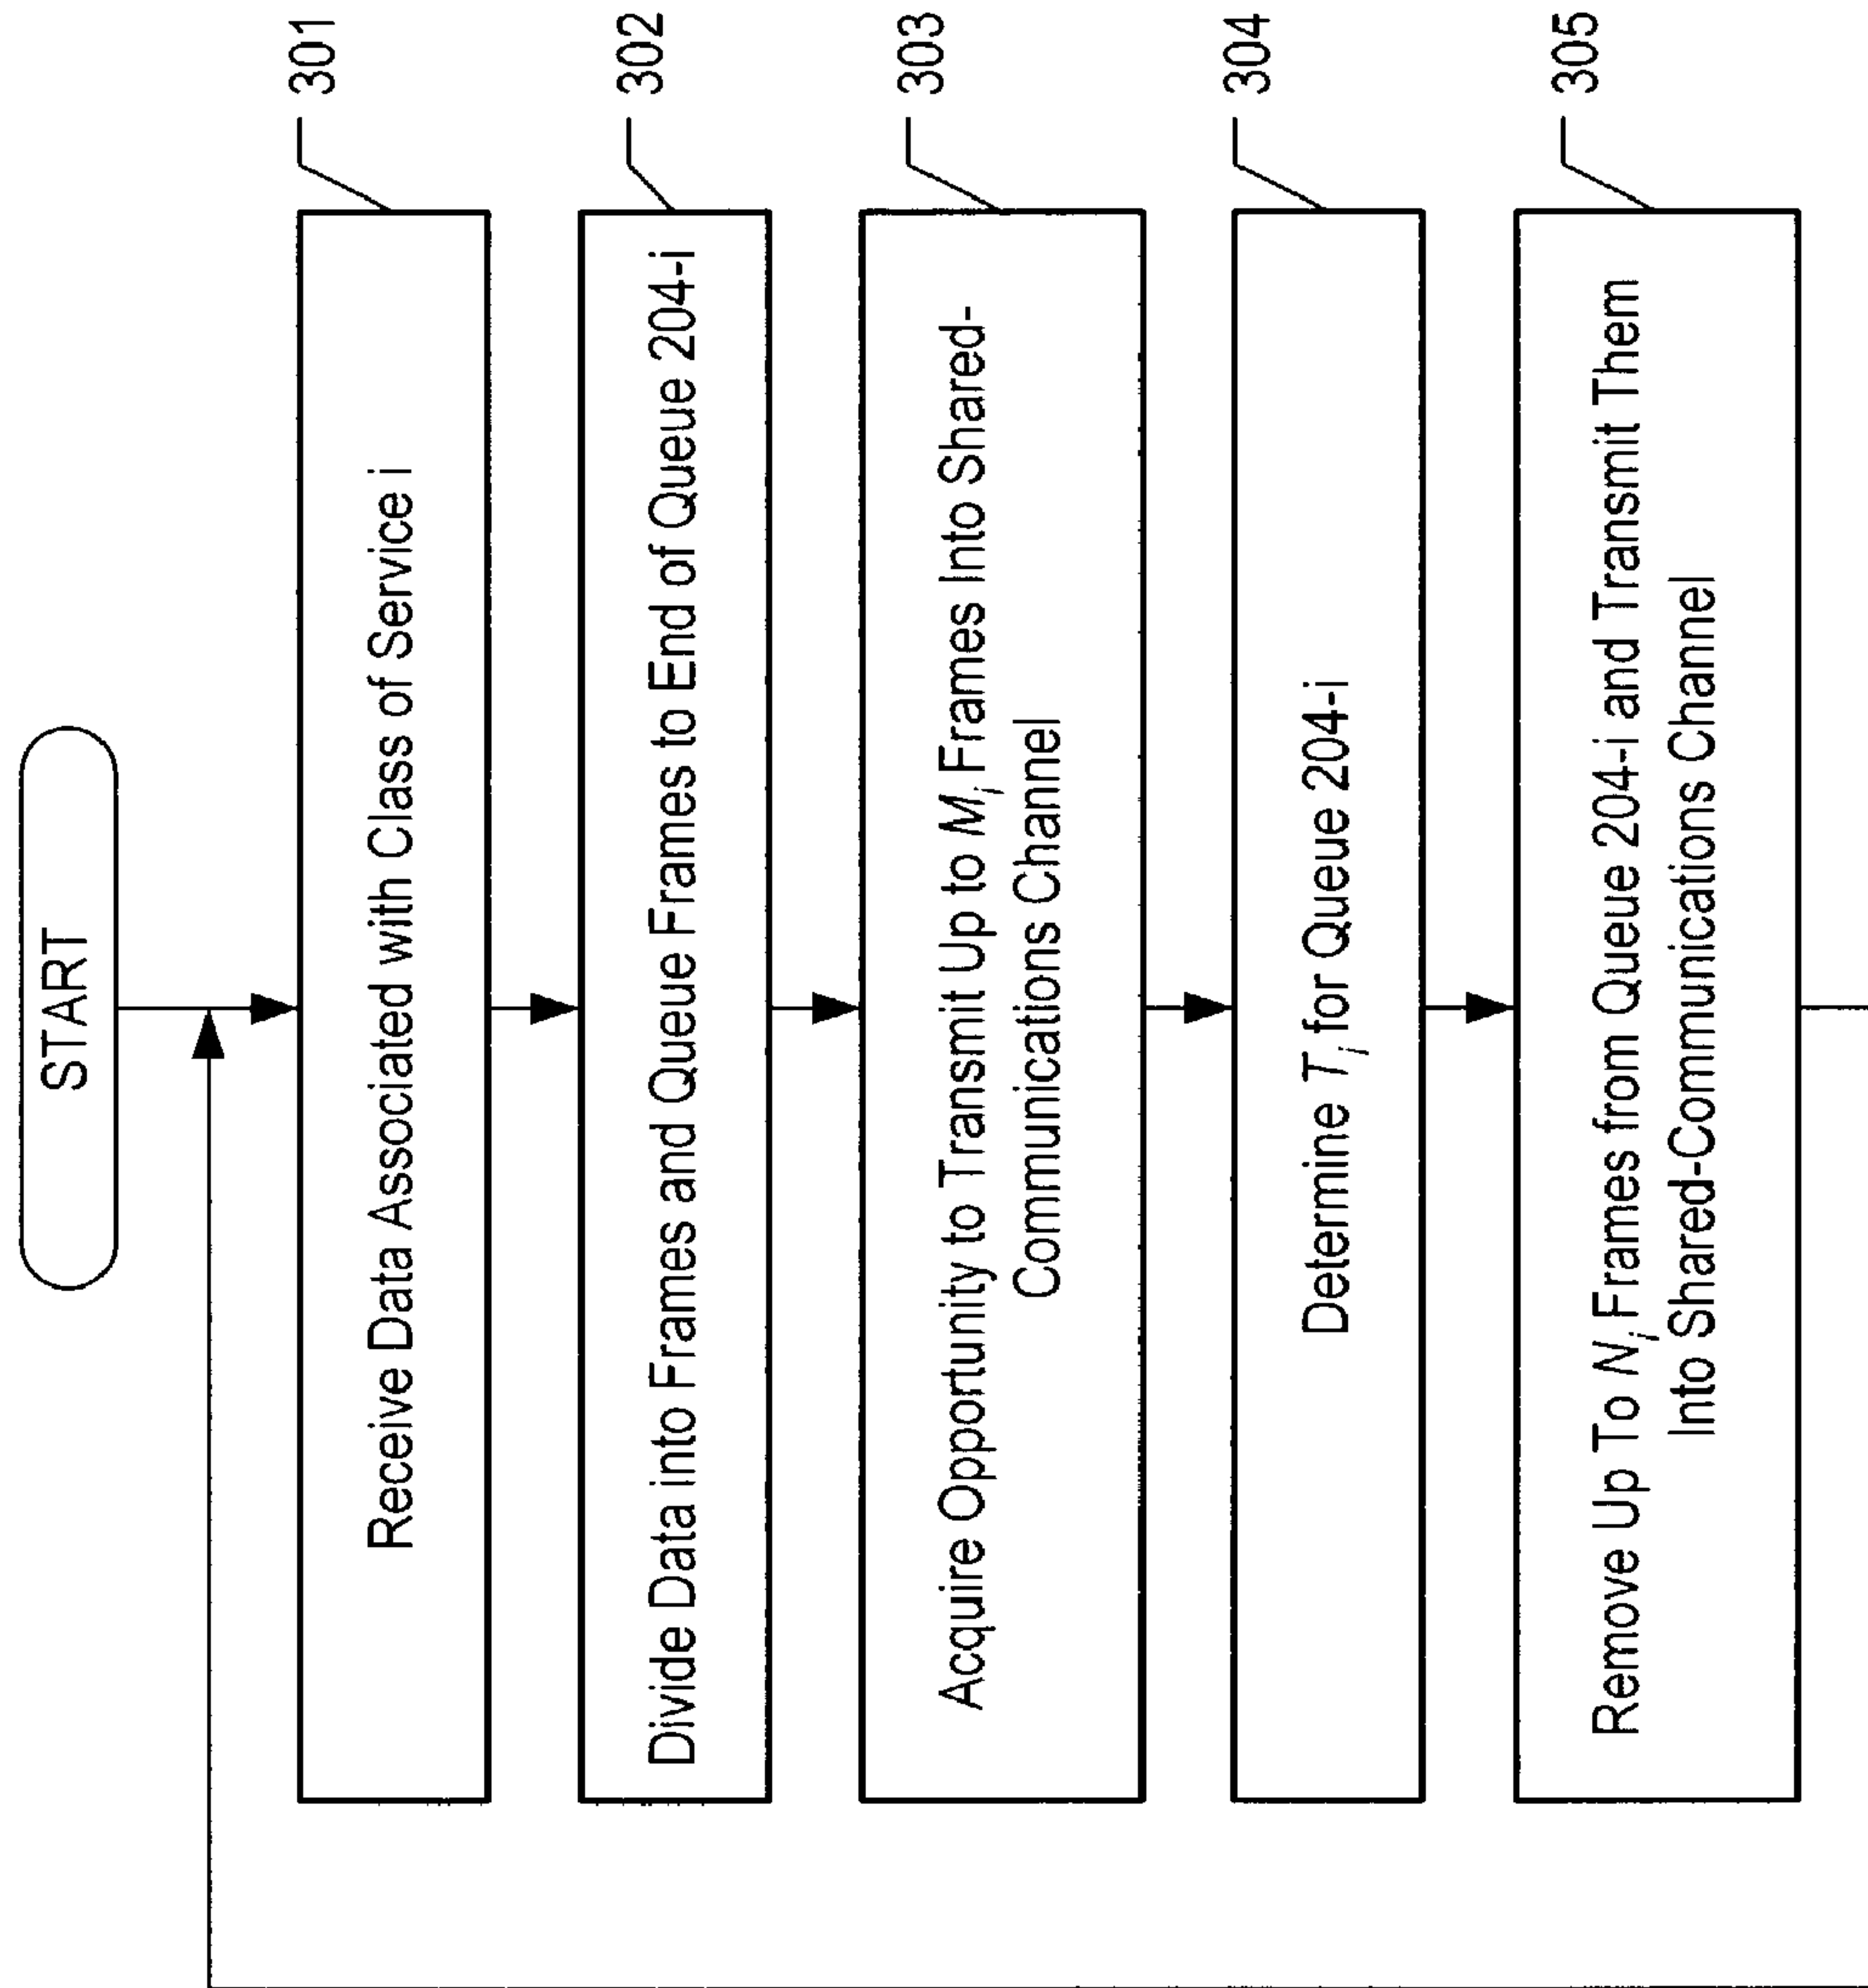 START
Receive Data Associated with Class of Service i
301
Divide Data into Frames and Queue Frames to End of Queue 204-i
302
Acquire Opportunity to Transmit Up to Mi Frames Into Shared-
Communications Channel
303
Determine Ti for Queue 204-i
304
Remove Up To Ni Frames from Queue 204-i and Transmit Them
Into Shared-Communications Channel
305